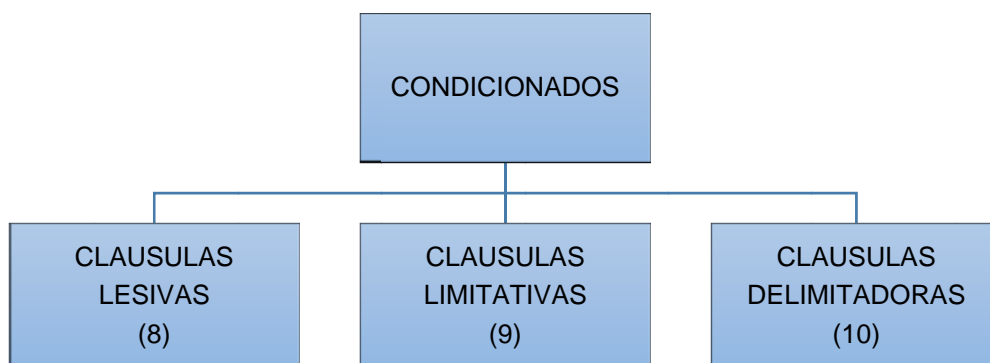 CONDICIONADOS
CLAUSULAS
LESIVAS
(8)
CLAUSULAS
LIMITATIVAS
(9)
CLAUSULAS
DELIMITADORAS
(10)